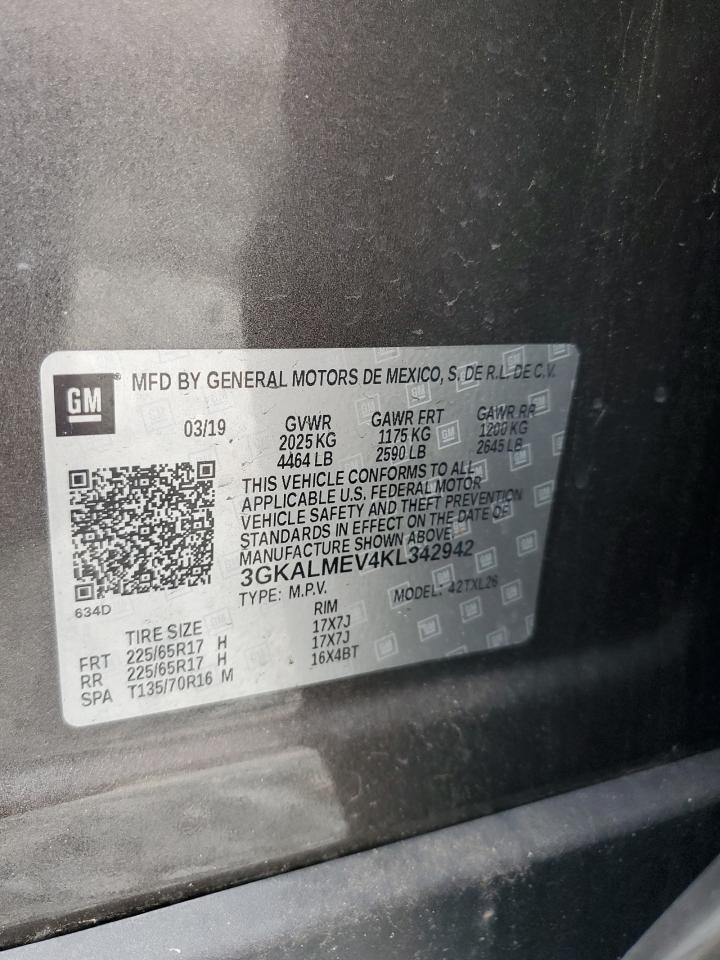 GM ® MFD BY GENERAL MOTORS DE MEXICO, S. DE R.L. DE C.V.
03/19 GVWR GAWR FRT GAWR RR
2025 KG 1175 KG 1200 KG
4464 LB 2590 LB 2645 LB
THIS VEHICLE CONFORMS TO ALL
APPLICABLE U.S. FEDERAL MOTOR
VEHICLE SAFETY AND THEFT PREVENTION
STANDARDS IN EFFECT ON THE DATE OF
MANUFACTURE SHOWN ABOVE.
3GKALMEV4KL342942
TYPE: M.P.V. MODEL: 42TXL26
634D
TIRE SIZE RIM
FRT 225/65R17 H 17X7J
RR 225/65R17 H 17X7J
SPA T135/70R16 M 16X4BT